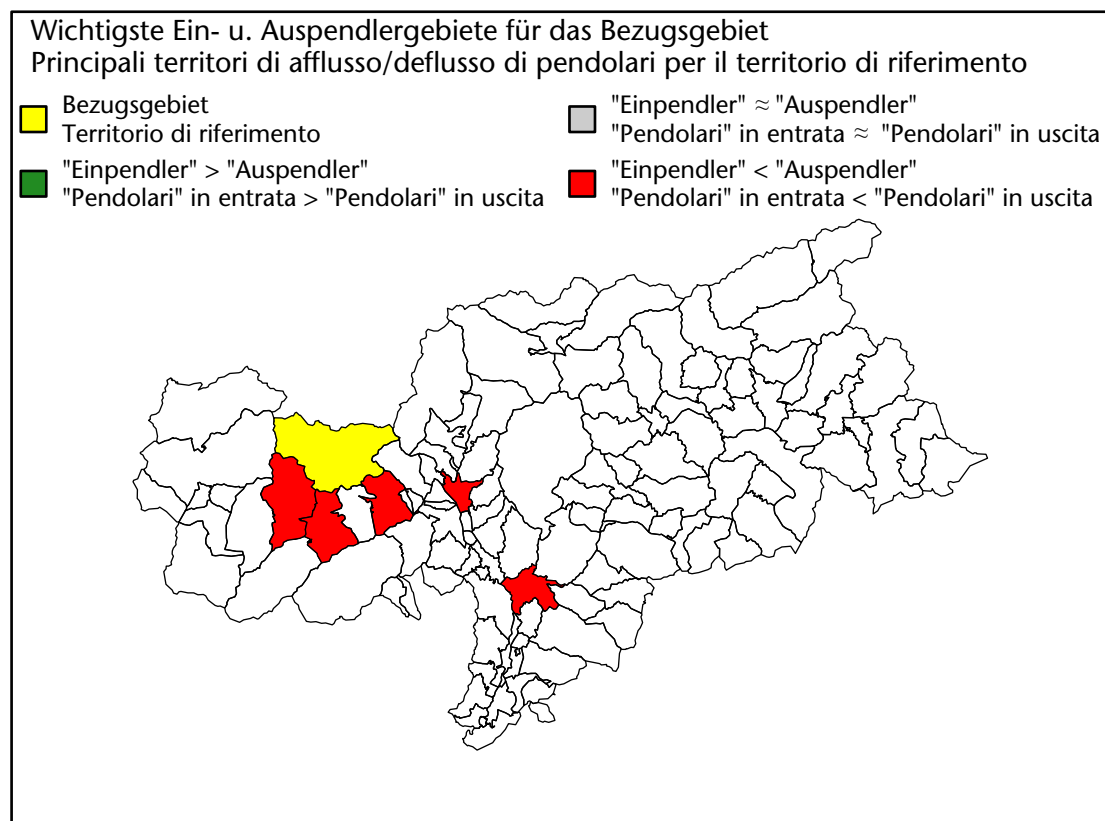 Wichtigste Ein- u. Auspendlergebiete für das Bezugsgebiet
Principali territori di afflusso/deflusso di pendolari per il territorio di riferimento
Bezugsgebiet
Territorio di riferimento
"Einpendler" > "Auspendler"
"Pendolari" in entrata > "Pendolari" in uscita
"Einpendler" ≈ "Auspendler"
"Pendolari" in entrata ≈ "Pendolari" in uscita
"Einpendler" < "Auspendler"
"Pendolari" in entrata < "Pendolari" in uscita